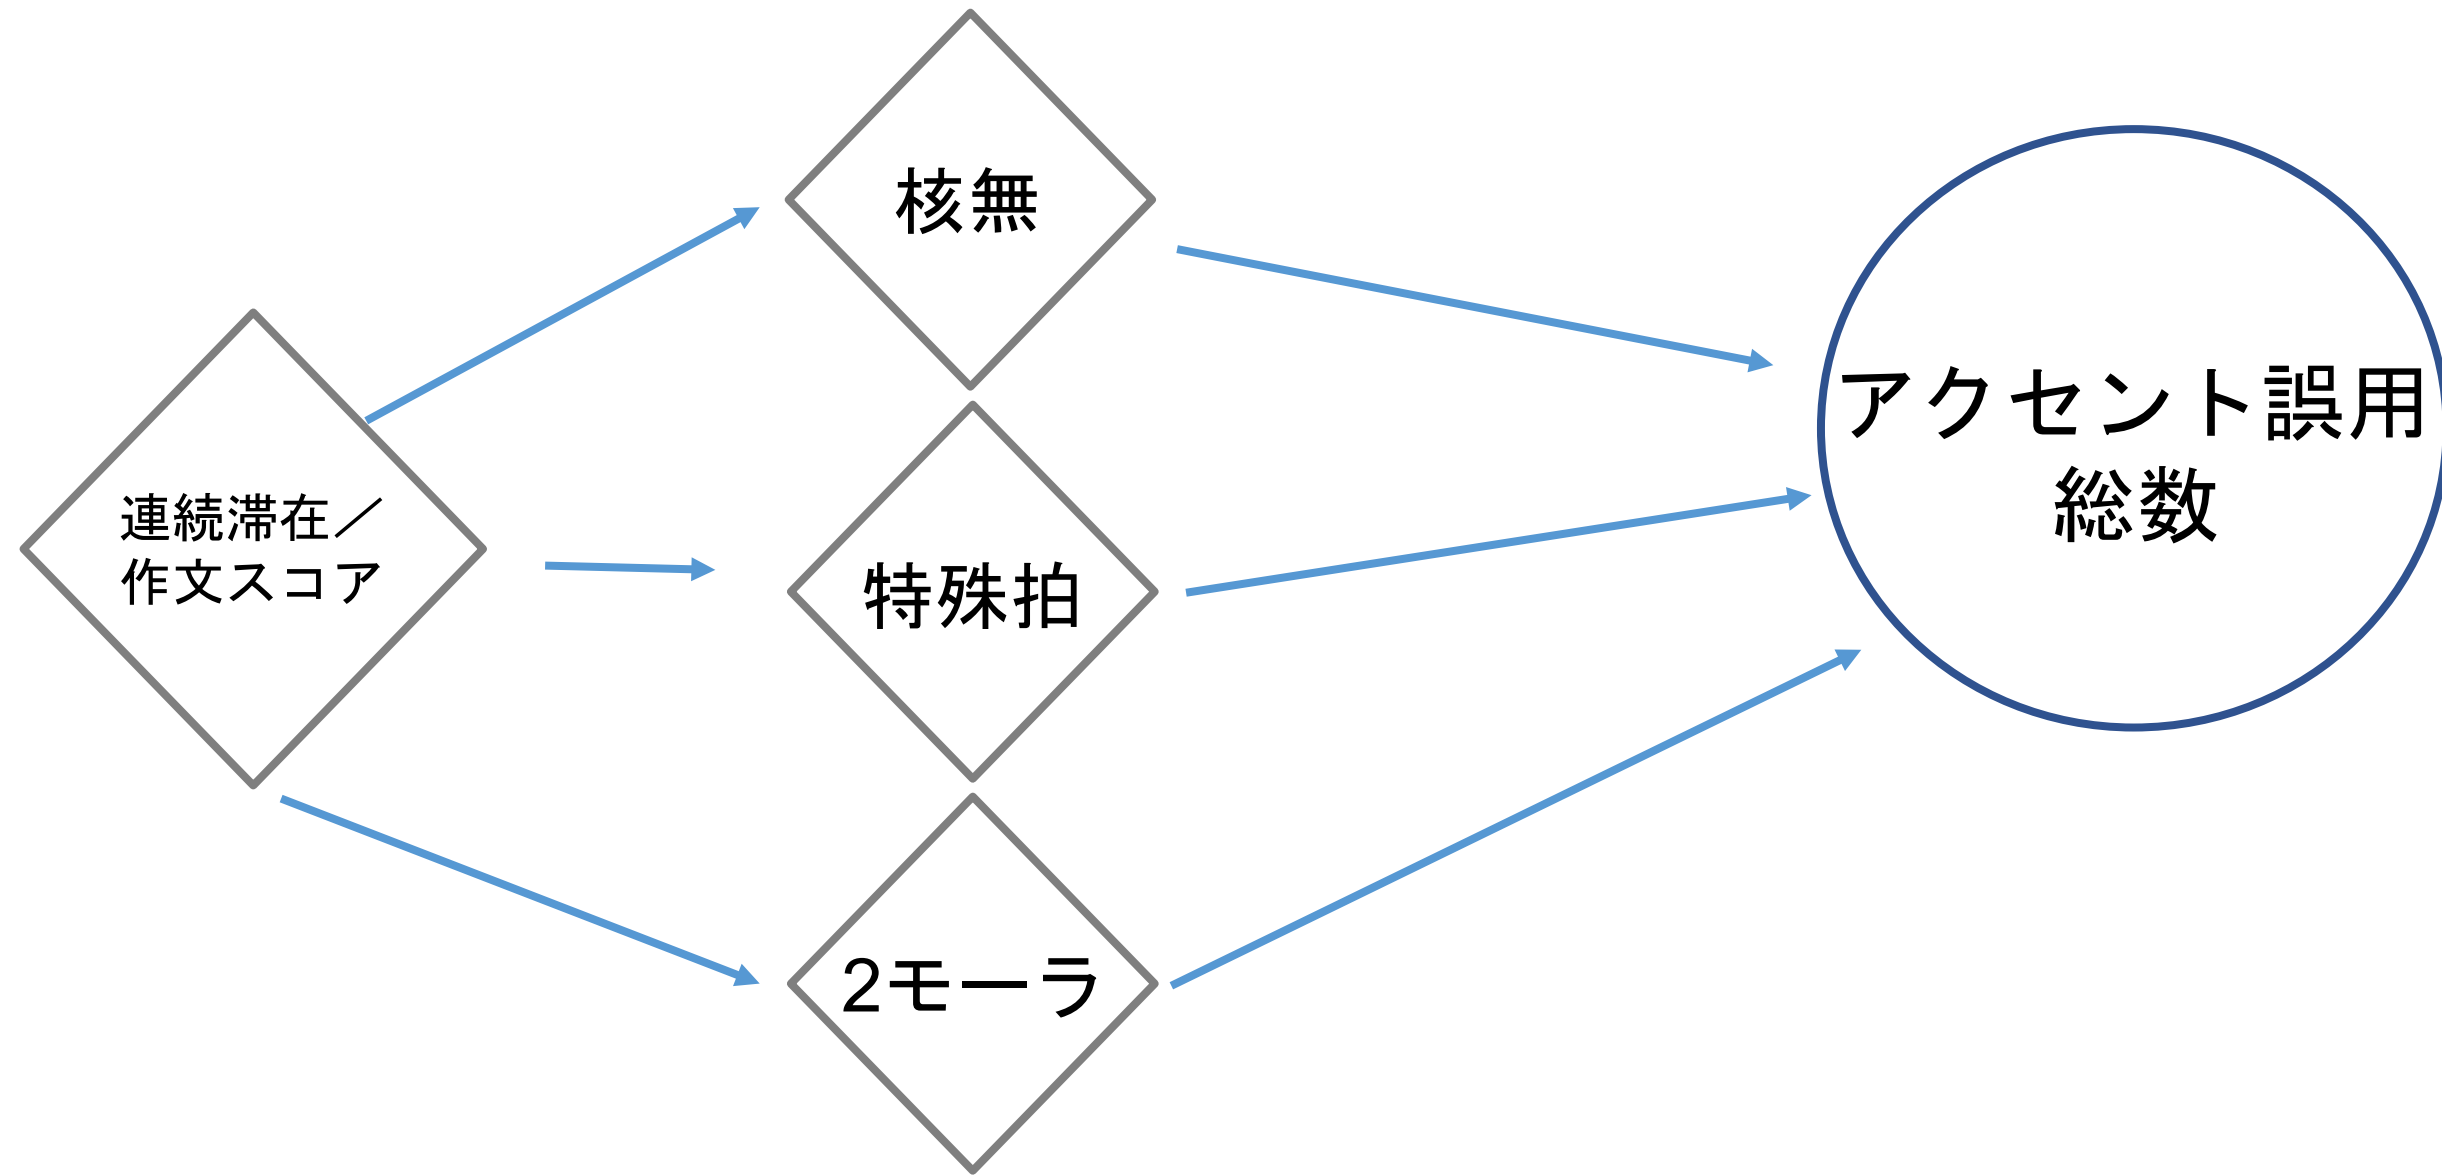 核無
アクセント誤用
総数
連続滞在／
作文スコア
特殊拍
2モーラ